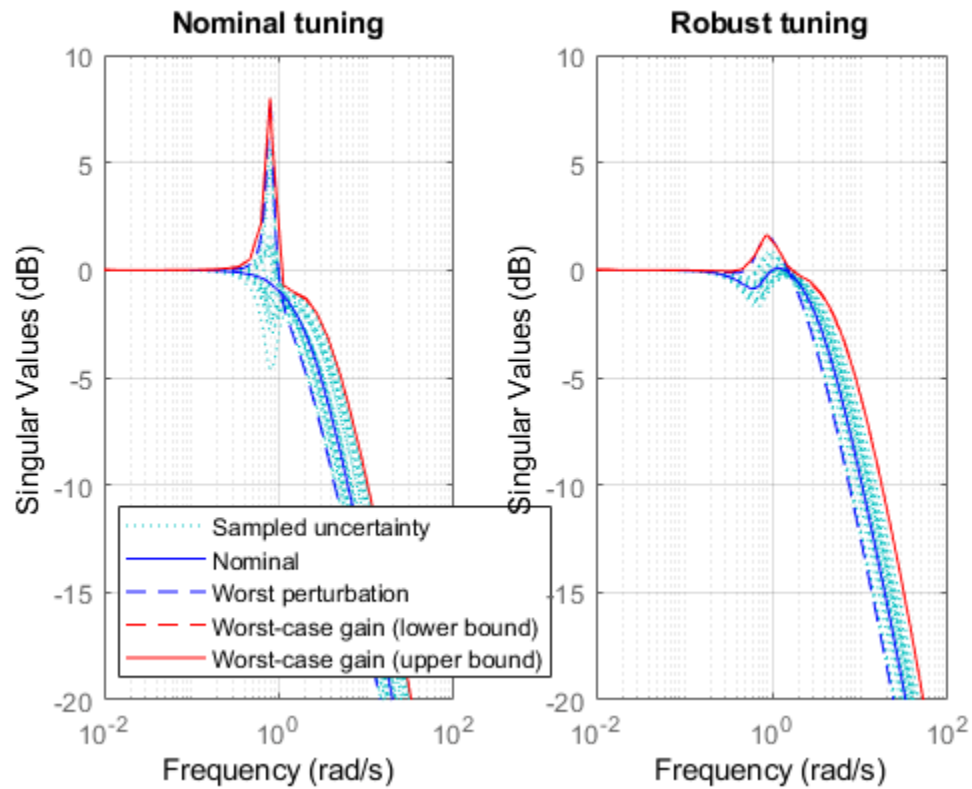 Nominal tuning
Singular Values (dB)
10
5
0
-5
-10
-15
-20
10^-2
10^0
10^2
Frequency (rad/s)
Sampled uncertainty
Nominal
Worst perturbation
Worst-case gain (lower bound)
Worst-case gain (upper bound)
Robust tuning
Singular Values (dB)
10
5
0
-5
-10
-15
-20
10^-2
10^0
10^2
Frequency (rad/s)